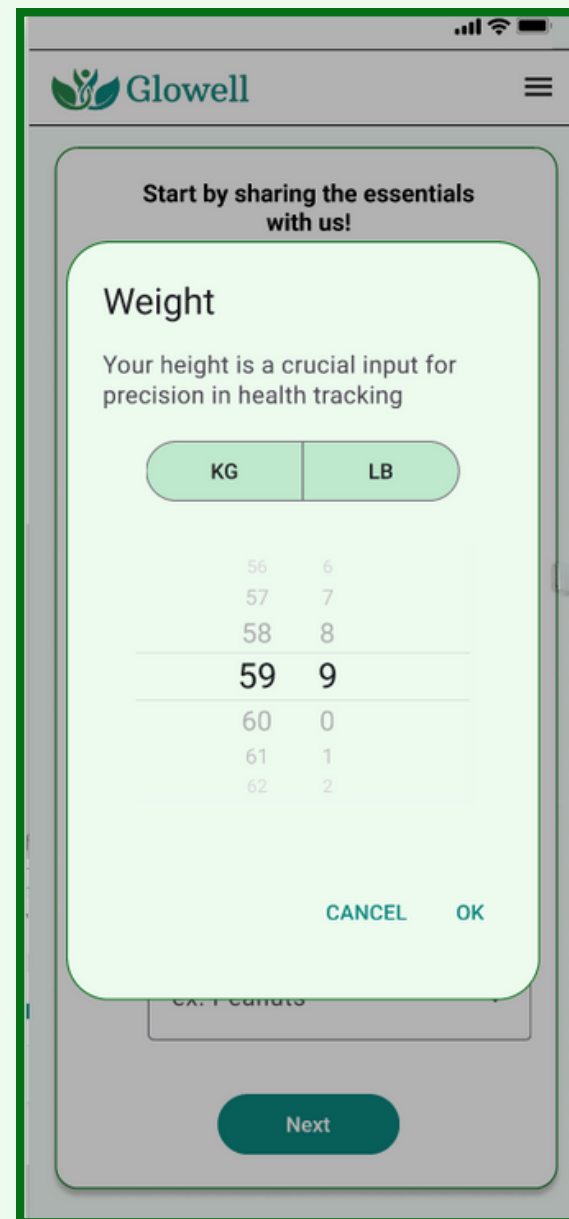 Glowell
Start by sharing the essentials
with us!
Weight
Your height is a crucial input for
precision in health tracking
KG LB
56 6
57 7
58 8
59 9
60 0
61 1
62 2
CANCEL OK
ex. Peanuts
Next